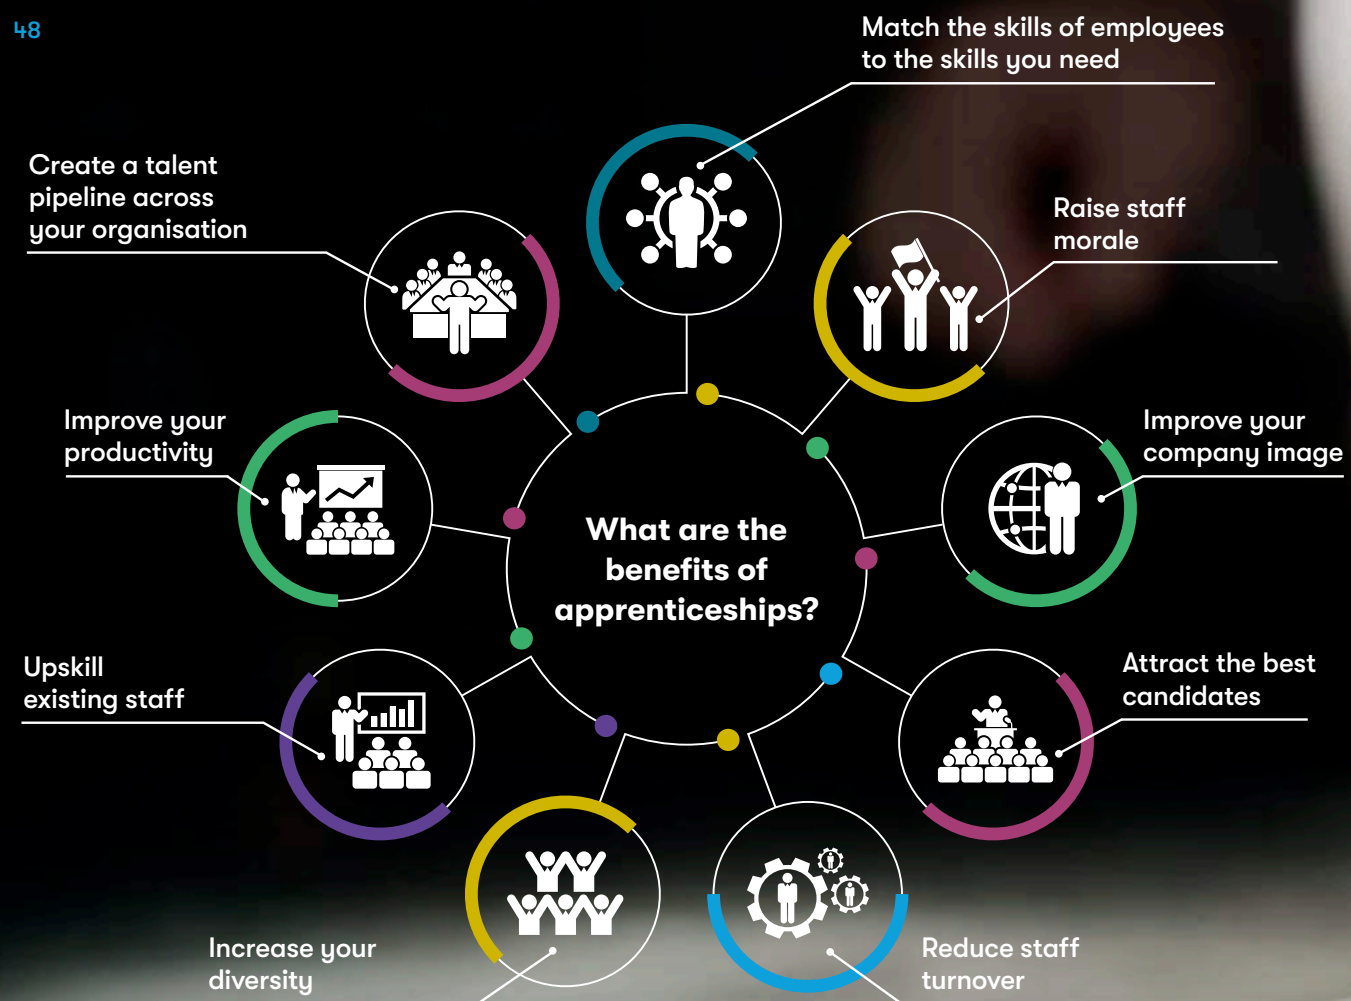 48
Match the skills of employees
to the skills you need
Create a talent
pipeline across
your organisation
Raise staff
morale
Improve your
productivity
Improve your
company image
What are the
benefits of
apprenticeships?
Upskill
existing staff
Attract the best
candidates
Increase your
diversity
Reduce staff
turnover